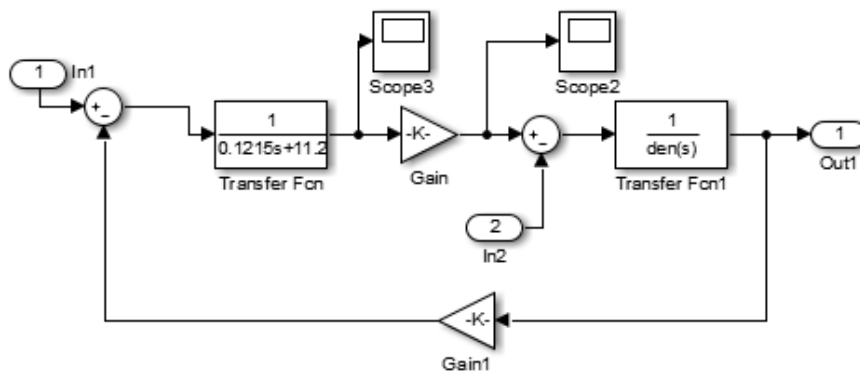 1
In1
+
−
1
0.1215s+11.2
Transfer Fcn
Scope3
-K-
Gain
Scope2
+
−
2
In2
1
den(s)
Transfer Fcn1
1
Out1
-K-
Gain1